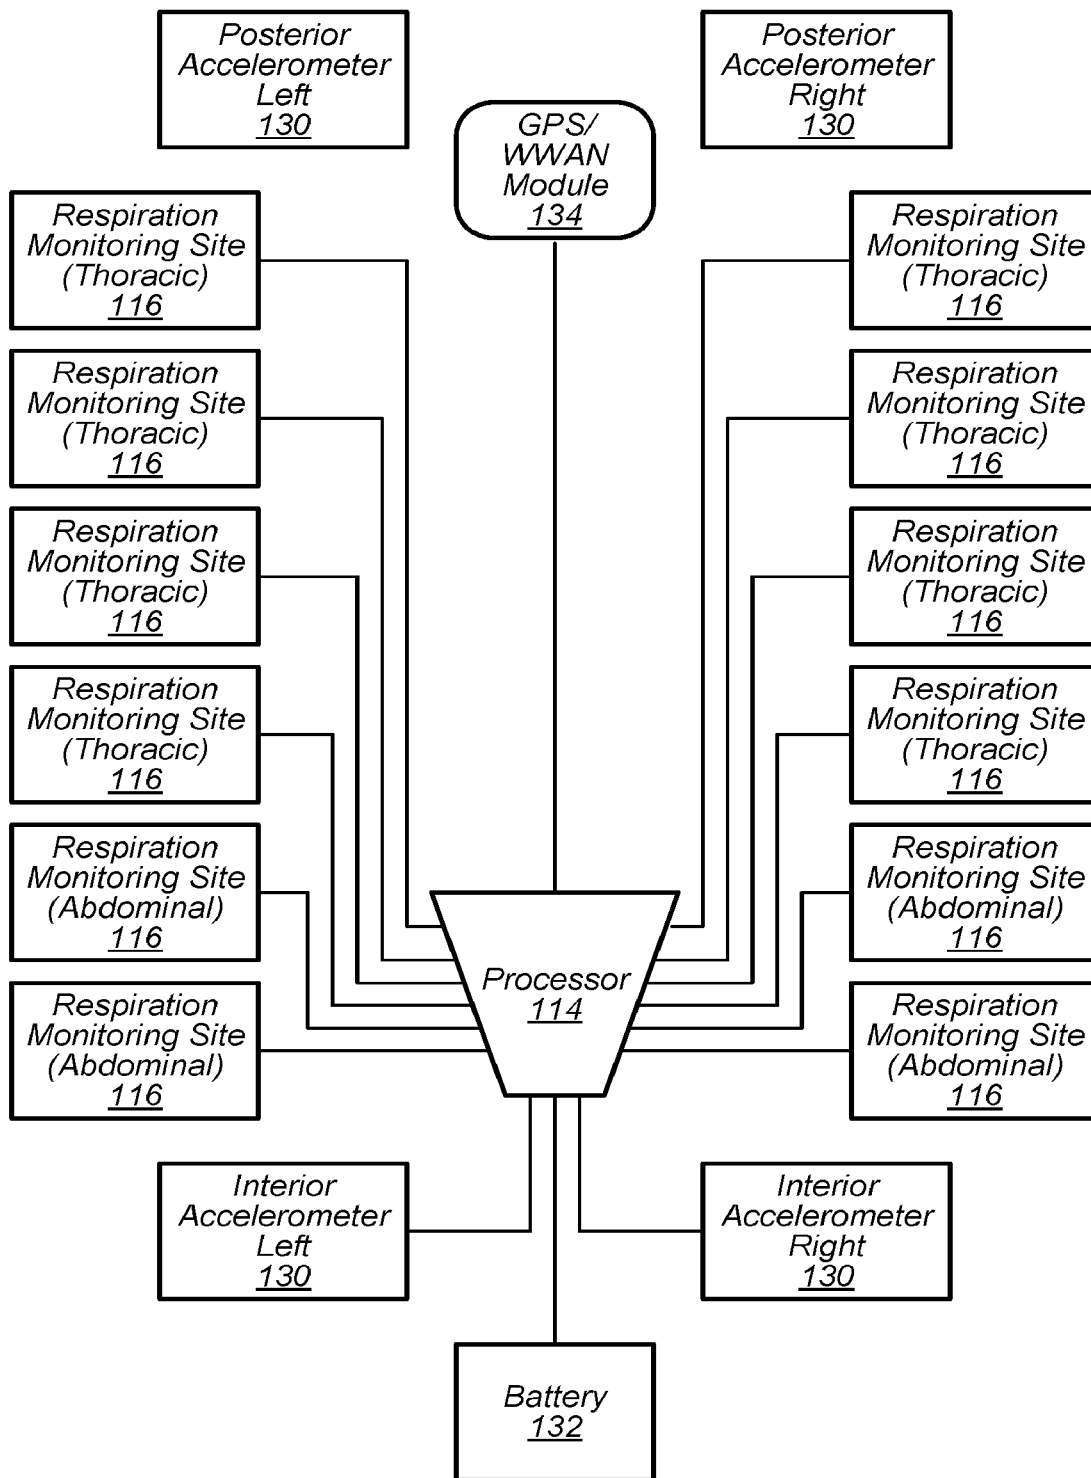 Posterior
Accelerometer
Left
130
Posterior
Accelerometer
Right
130
GPS/
WWAN
Module
134
Respiration
Monitoring Site
(Thoracic)
116
Respiration
Monitoring Site
(Thoracic)
116
Respiration
Monitoring Site
(Thoracic)
116
Respiration
Monitoring Site
(Thoracic)
116
Respiration
Monitoring Site
(Thoracic)
116
Respiration
Monitoring Site
(Thoracic)
116
Respiration
Monitoring Site
(Thoracic)
116
Respiration
Monitoring Site
(Thoracic)
116
Respiration
Monitoring Site
(Abdominal)
116
Respiration
Monitoring Site
(Abdominal)
116
Processor
114
Respiration
Monitoring Site
(Abdominal)
116
Respiration
Monitoring Site
(Abdominal)
116
Interior
Accelerometer
Left
130
Interior
Accelerometer
Right
130
Battery
132